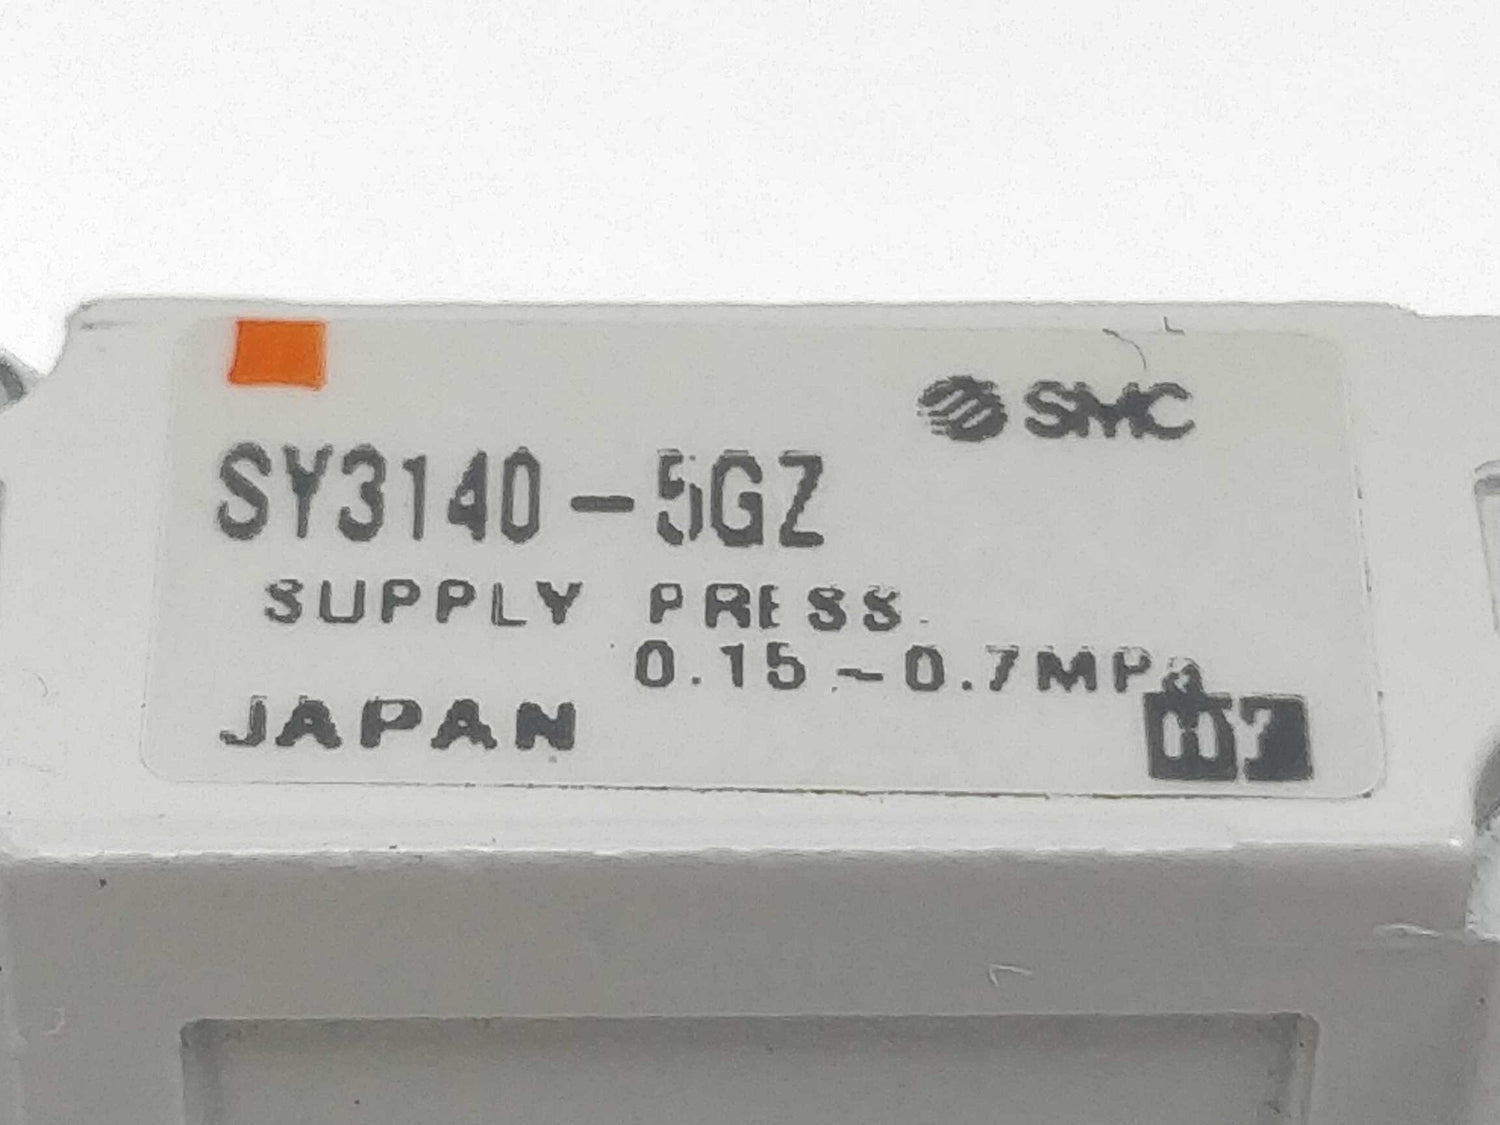 SMC
SY3140-5GZ
SUPPLY PRESS.
0.15~0.7MPa
JAPAN